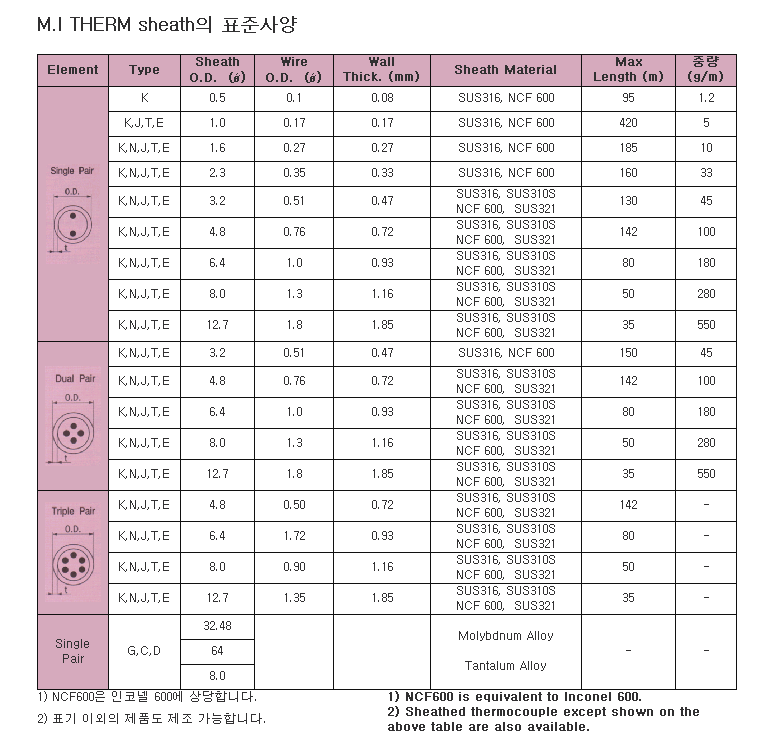 M.I THERM sheath의 표준사양
Element Type Sheath O.D. (ø) Wire O.D. (ø) Wall Thick. (mm) Sheath Material Max Length (m) 중량 (g/m)
Single Pair
O.D.
t
K 0.5 0.1 0.08 SUS316, NCF 600 95 1.2
K,J,T,E 1.0 0.17 0.17 SUS316, NCF 600 420 5
K,N,J,T,E 1.6 0.27 0.27 SUS316, NCF 600 185 10
K,N,J,T,E 2.3 0.35 0.33 SUS316, NCF 600 160 33
K,N,J,T,E 3.2 0.51 0.47 SUS316, SUS310S NCF 600, SUS321 130 45
K,N,J,T,E 4.8 0.76 0.72 SUS316, SUS310S NCF 600, SUS321 142 100
K,N,J,T,E 6.4 1.0 0.93 SUS316, SUS310S NCF 600, SUS321 80 180
K,N,J,T,E 8.0 1.3 1.16 SUS316, SUS310S NCF 600, SUS321 50 280
K,N,J,T,E 12.7 1.8 1.85 SUS316, SUS310S NCF 600, SUS321 35 550
Dual Pair
O.D.
t
K,N,J,T,E 3.2 0.51 0.47 SUS316, NCF 600 150 45
K,N,J,T,E 4.8 0.76 0.72 SUS316, SUS310S NCF 600, SUS321 142 100
K,N,J,T,E 6.4 1.0 0.93 SUS316, SUS310S NCF 600, SUS321 80 180
K,N,J,T,E 8.0 1.3 1.16 SUS316, SUS310S NCF 600, SUS321 50 280
K,N,J,T,E 12.7 1.8 1.85 SUS316, SUS310S NCF 600, SUS321 35 550
Triple Pair
O.D.
t
K,N,J,T,E 4.8 0.50 0.72 SUS316, SUS310S NCF 600, SUS321 142 -
K,N,J,T,E 6.4 1.72 0.93 SUS316, SUS310S NCF 600, SUS321 80 -
K,N,J,T,E 8.0 0.90 1.16 SUS316, SUS310S NCF 600, SUS321 50 -
K,N,J,T,E 12.7 1.35 1.85 SUS316, SUS310S NCF 600, SUS321 35 -
Single Pair G,C,D 32.48 64 8.0 Molybdnum Alloy Tantalum Alloy - -
1) NCF600은 인코넬 600에 상당합니다.
2) 표기 이외의 제품도 제조 가능합니다.
1) NCF600 is equivalent to Inconel 600.
2) Sheathed thermocouple except shown on the
above table are also available.